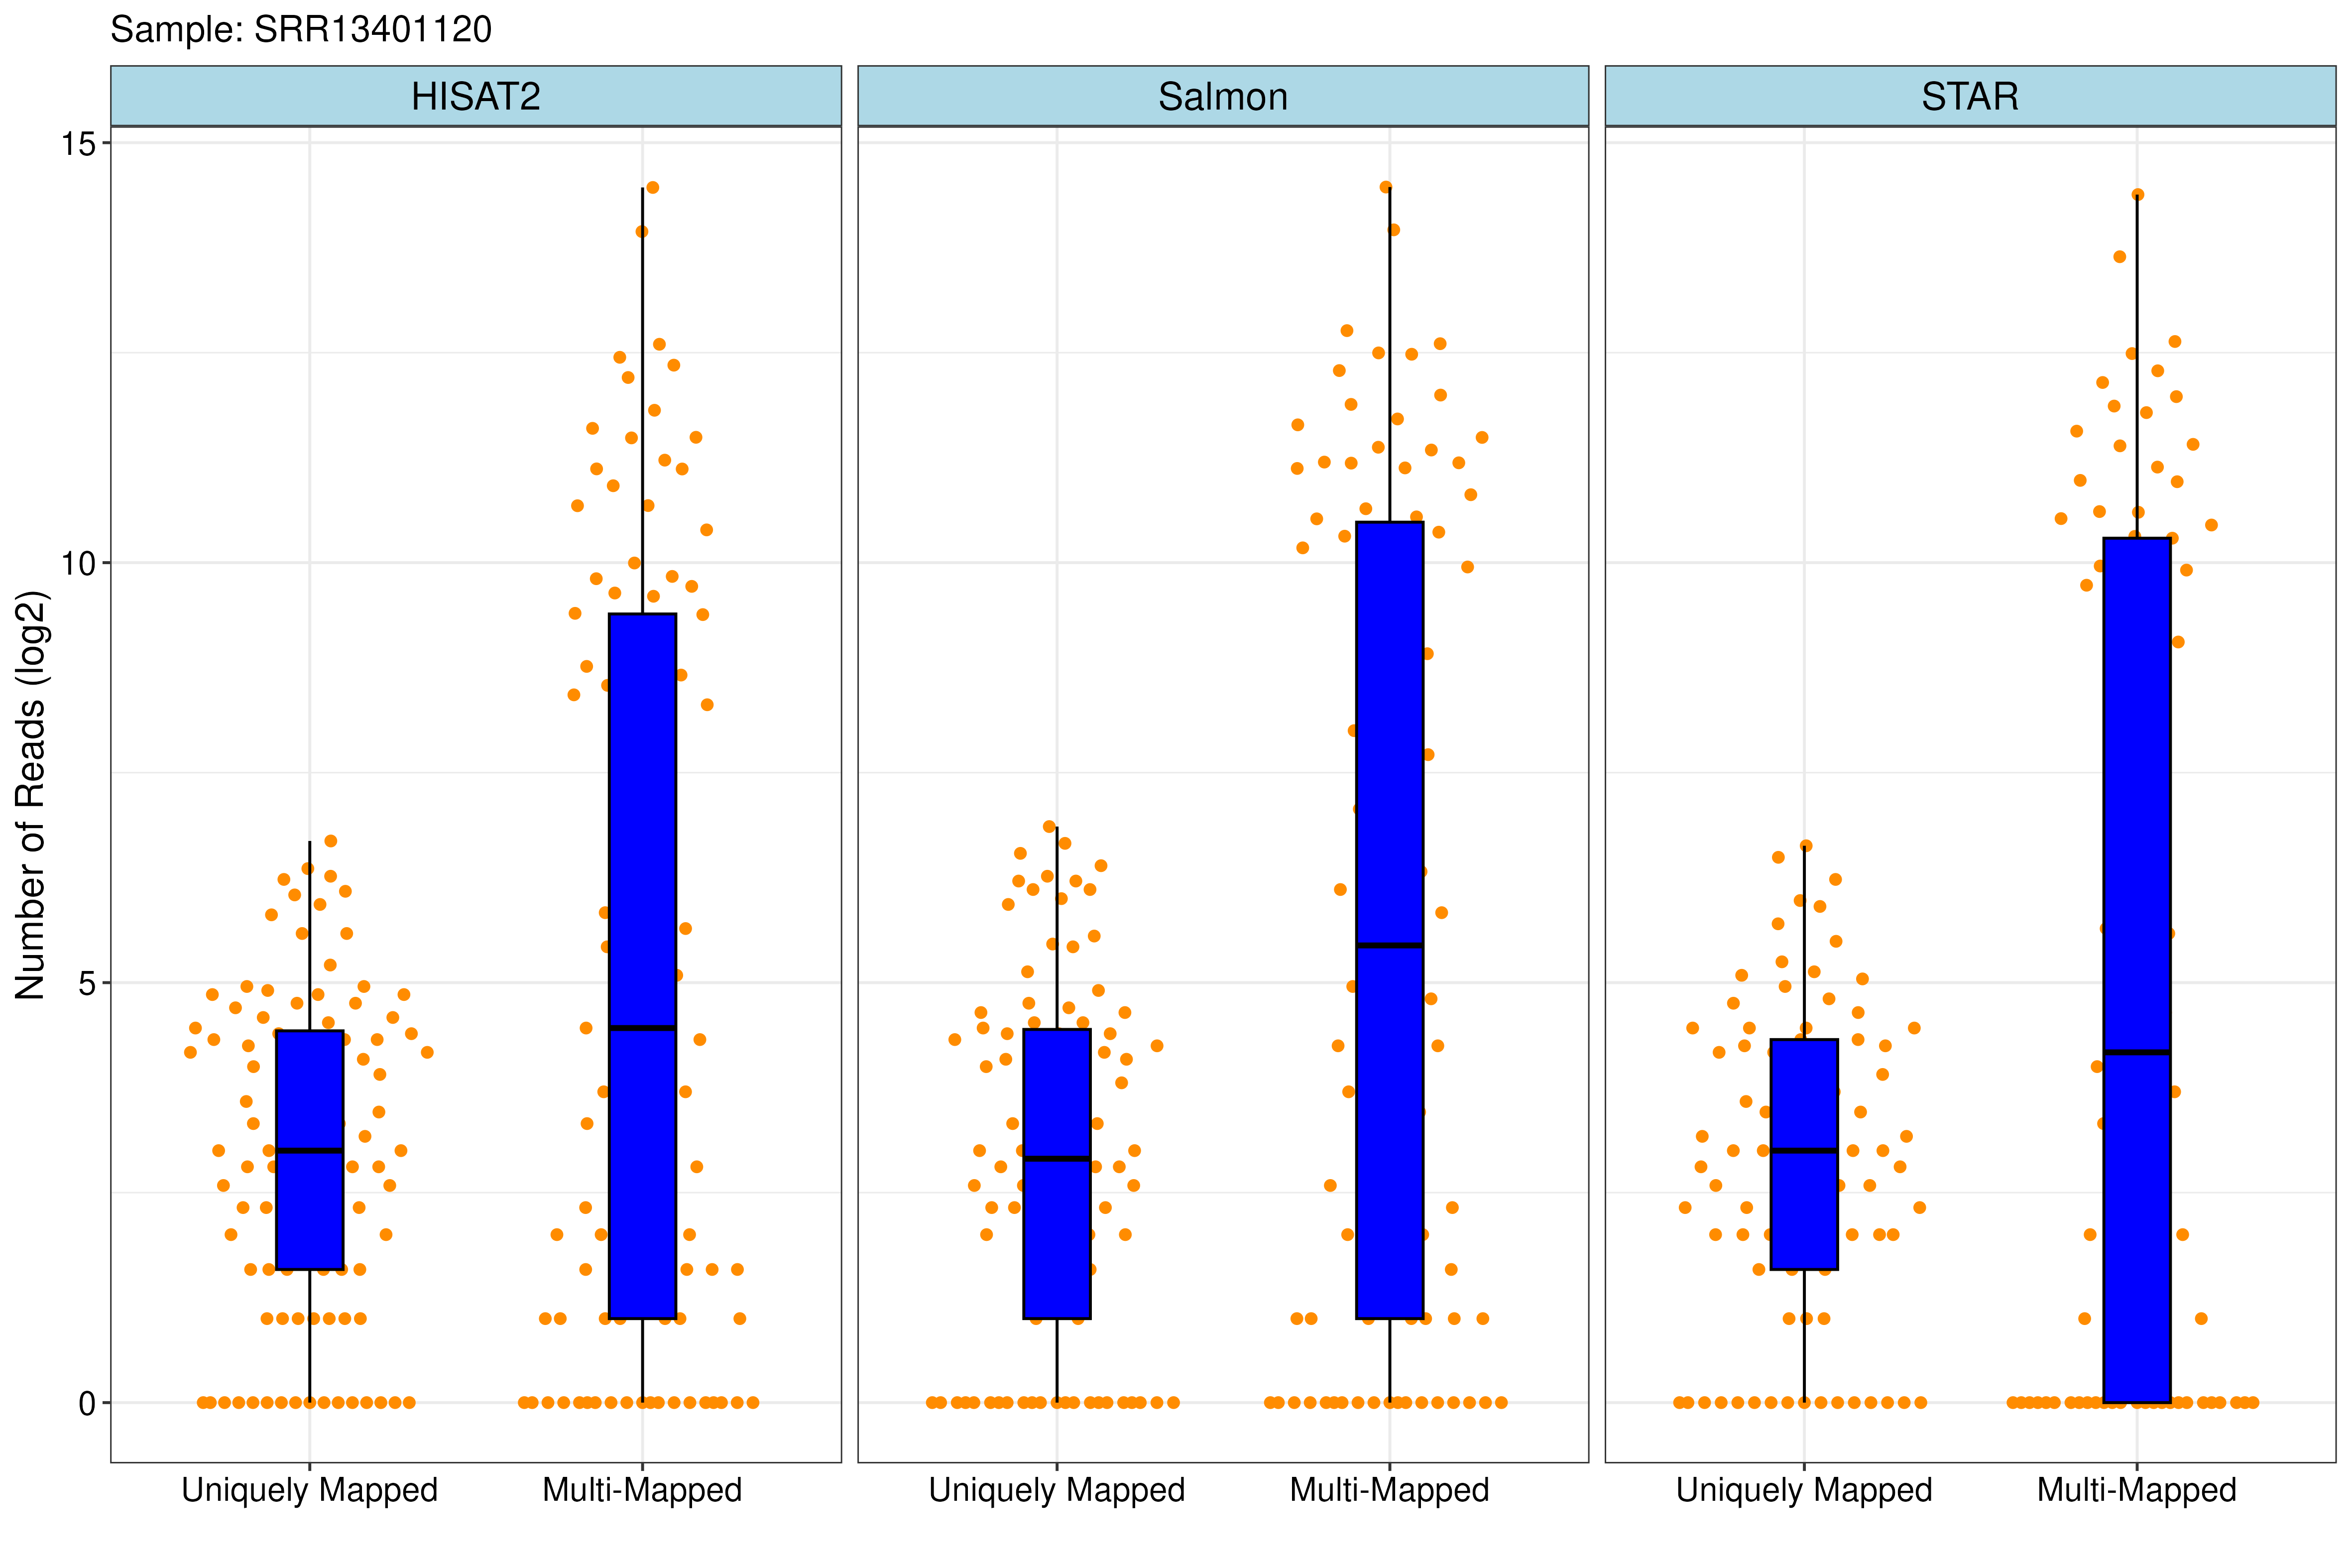 Sample: SRR13401120
HISAT2
Salmon
STAR
Number of Reads (log2)
15
10
5
0
Uniquely Mapped
Multi-Mapped
Uniquely Mapped
Multi-Mapped
Uniquely Mapped
Multi-Mapped